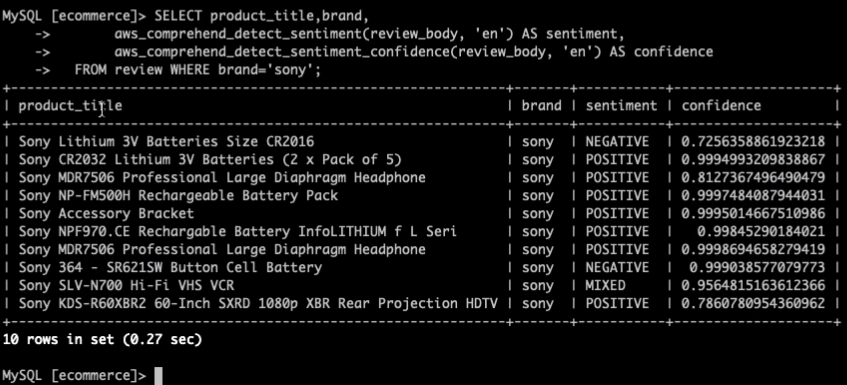 MySQL [ecommerce]> SELECT product_title,brand,
    ->        aws_comprehend_detect_sentiment(review_body, 'en') AS sentiment,
    ->        aws_comprehend_detect_sentiment_confidence(review_body, 'en') AS confidence
    ->   FROM review WHERE brand='sony';
+------------------------------------------------------+-------+-----------+--------------------+
| product_title                                        | brand | sentiment | confidence         |
+------------------------------------------------------+-------+-----------+--------------------+
| Sony Lithium 3V Batteries Size CR2016                | sony  | NEGATIVE  | 0.7256358861923218 |
| Sony CR2032 Lithium 3V Batteries (2 x Pack of 5)     | sony  | POSITIVE  | 0.9994993209838867 |
| Sony MDR7506 Professional Large Diaphragm Headphone  | sony  | POSITIVE  | 0.8127367496490479 |
| Sony NP-FM500H Rechargeable Battery Pack             | sony  | POSITIVE  | 0.9997484087944031 |
| Sony Accessory Bracket                               | sony  | POSITIVE  | 0.9995014667510986 |
| Sony NPF970.CE Rechargable Battery InfoLITHIUM f L Seri | sony  | POSITIVE  |   0.99845290184021 |
| Sony MDR7506 Professional Large Diaphragm Headphone  | sony  | POSITIVE  | 0.9998694658279419 |
| Sony 364 - SR621SW Button Cell Battery               | sony  | NEGATIVE  |  0.999038577079773 |
| Sony SLV-N700 Hi-Fi VHS VCR                          | sony  | MIXED     | 0.9564815163612366 |
| Sony KDS-R60XBR2 60-Inch SXRD 1080p XBR Rear Projection HDTV | sony  | POSITIVE  | 0.7860780954360962 |
+------------------------------------------------------+-------+-----------+--------------------+
10 rows in set (0.27 sec)
MySQL [ecommerce]>